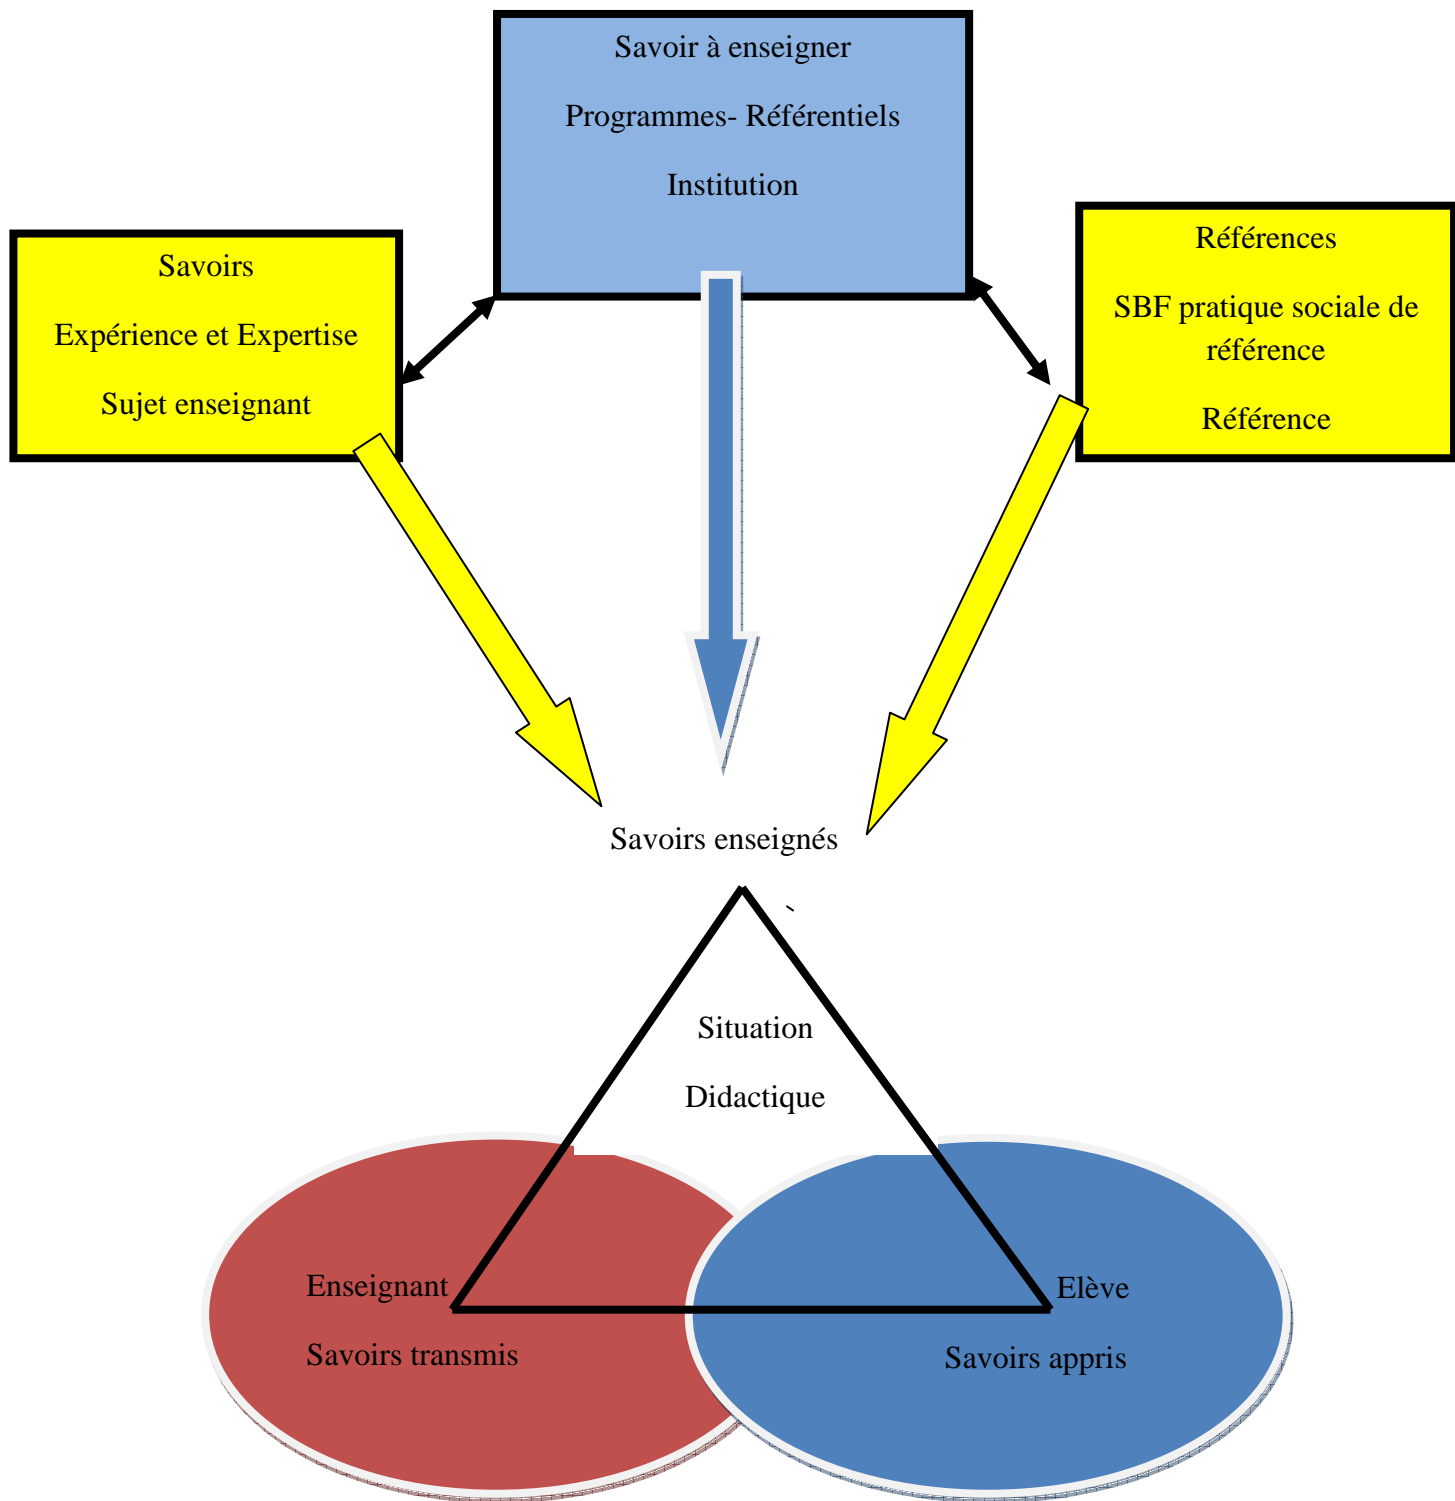 Savoir à enseigner
Programmes- Référentiels
Institution
Savoirs
Expérience et Expertise
Sujet enseignant
Références
SBF pratique sociale de
référence
Référence
Savoirs enseignés
Situation
Didactique
Enseignant
Savoirs transmis
Elève
Savoirs appris